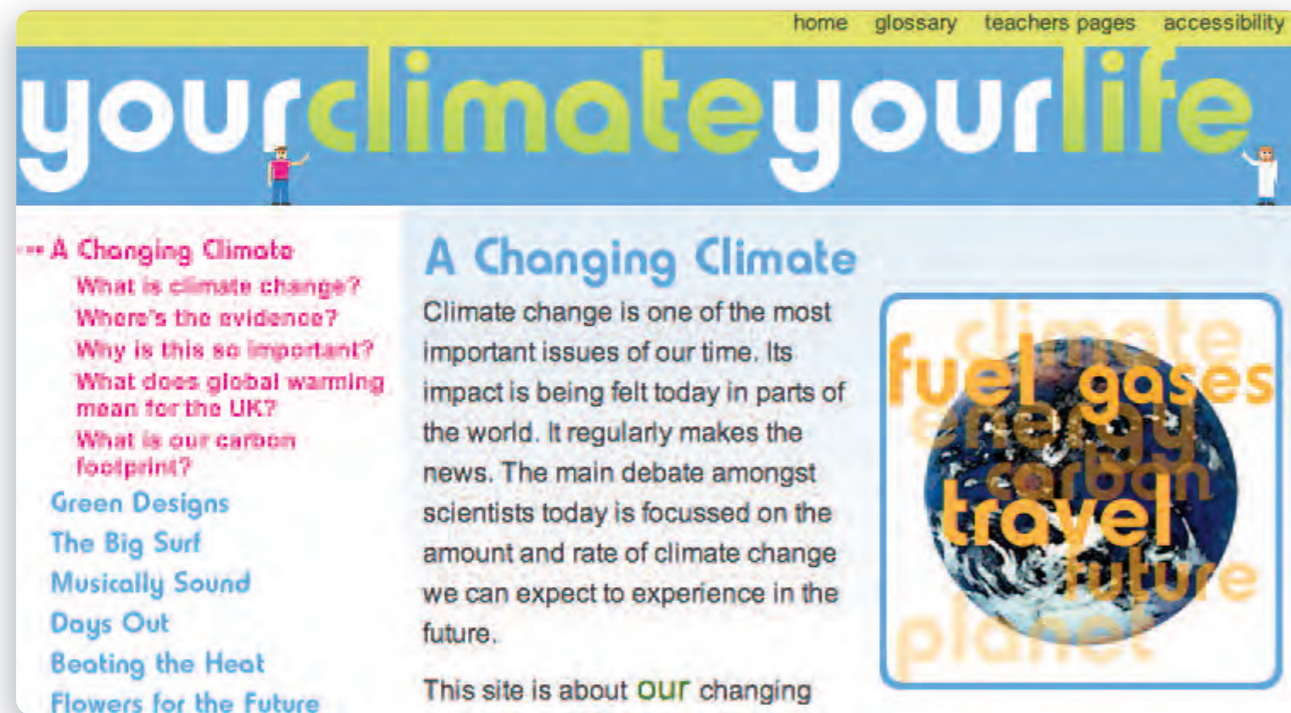 home glossary teachers pages accessibility
yourclimateyourlife
A Changing Climate
What is climate change?
Where's the evidence?
Why is this so important?
What does global warming
mean for the UK?
What is our carbon
footprint?
Green Designs
The Big Surf
Musically Sound
Days Out
Beating the Heat
Flowers for the Future
A Changing Climate
Climate change is one of the most
important issues of our time. Its
impact is being felt today in parts of
the world. It regularly makes the
news. The main debate amongst
scientists today is focussed on the
amount and rate of climate change
we can expect to experience in the
future.
This site is about our changing
climate
fuel gases
energy
carbon
travel
future
planet